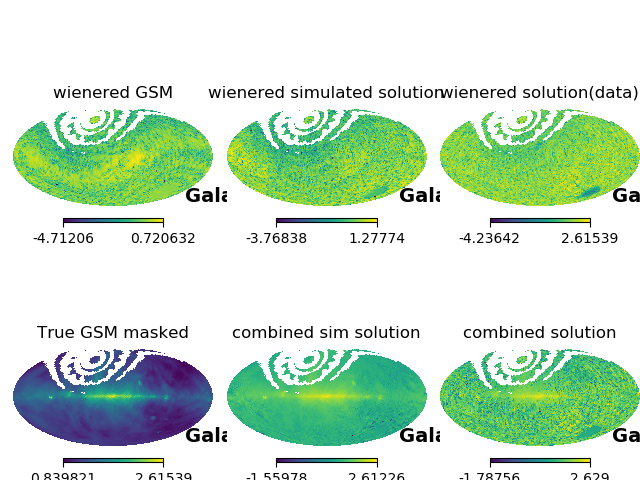 wienered GSM
wienered simulated solution
wienered solution(data)
Gala
Gala
Ga
-4.71206 0.720632
-3.76838 1.27774
-4.23642 2.61539
True GSM masked
combined sim solution
combined solution
Gala
Gala
Ga
0.839821 2.61539
-1.55978 2.61226
-1.78756 2.629